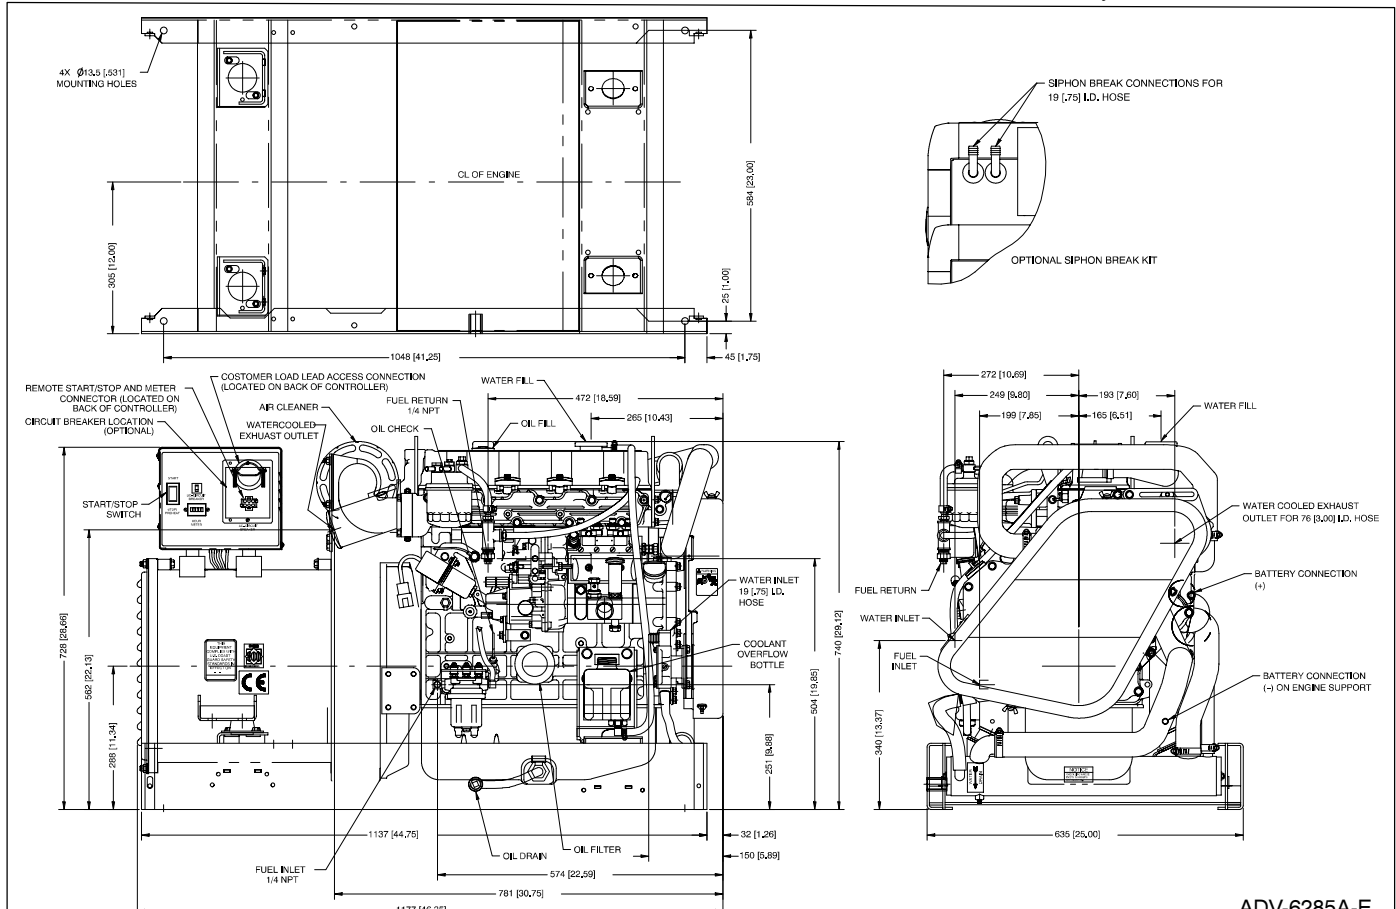 4X Ø13.5 [.531]
MOUNTING HOLES
CL OF ENGINE
305 [12.00]
584 [23.00]
25 [1.00]
1048 [41.25]
45 [1.75]
SIPHON BREAK CONNECTIONS FOR
19 [.75] I.D. HOSE
OPTIONAL SIPHON BREAK KIT
COSTOMER LOAD LEAD ACCESS CONNECTION
(LOCATED ON BACK OF CONTROLLER)
REMOTE START/STOP AND METER
CONNECTOR (LOCATED ON
BACK OF CONTROLLER)
CIRCUIT BREAKER LOCATION
(OPTIONAL)
AIR CLEANER
WATERCOOLED
EXHUAST OUTLET
FUEL RETURN
1/4 NPT
OIL CHECK
WATER FILL
472 [18.59]
265 [10.43]
OIL FILL
START/STOP
SWITCH
START
728 [28.66]
562 [22.13]
288 [11.34]
CE
WATER INLET
19 [.75] I.D.
HOSE
COOLANT
OVERFLOW
BOTTLE
740 [29.12]
504 [19.85]
251 [9.88]
1137 [44.75]
32 [1.26]
150 [5.89]
OIL DRAIN
OIL FILTER
FUEL INLET
1/4 NPT
574 [22.59]
781 [30.75]
272 [10.69]
249 [9.80]
193 [7.60]
199 [7.85]
165 [6.51]
WATER FILL
WATER COOLED EXHAUST
OUTLET FOR 76 [3.00] I.D. HOSE
FUEL RETURN
BATTERY CONNECTION
(+)
WATER INLET
FUEL
INLET
BATTERY CONNECTION
(–) ON ENGINE SUPPORT
340 [13.37]
NOTICE
635 [25.00]
ADV-6285A-E